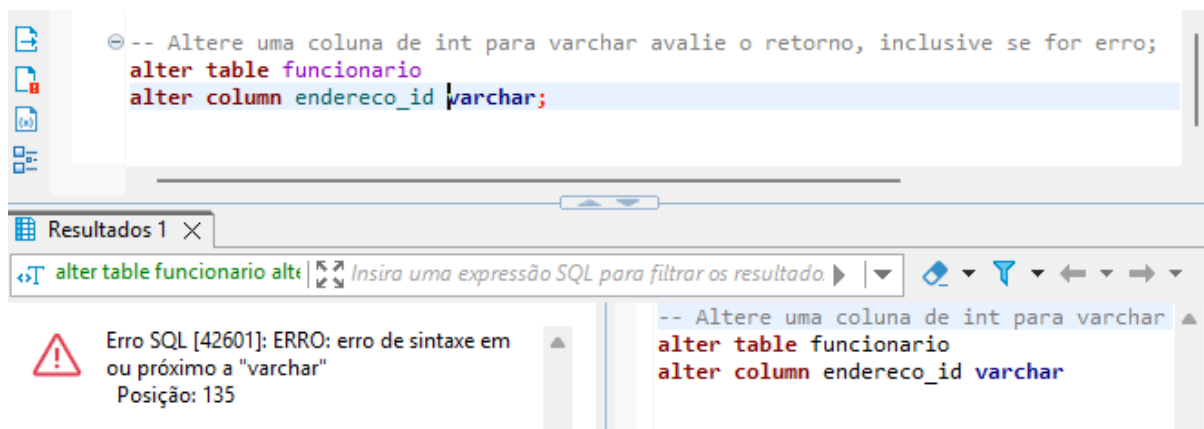 -- Altere uma coluna de int para varchar avalie o retorno, inclusive se for erro;
alter table funcionario
alter column endereco_id varchar;
Resultados 1
alter table funcionario alte
Insira uma expressão SQL para filtrar os resultado.
Erro SQL [42601]: ERRO: erro de sintaxe em
ou próximo a "varchar"
Posição: 135
-- Altere uma coluna de int para varchar
alter table funcionario
alter column endereco_id varchar